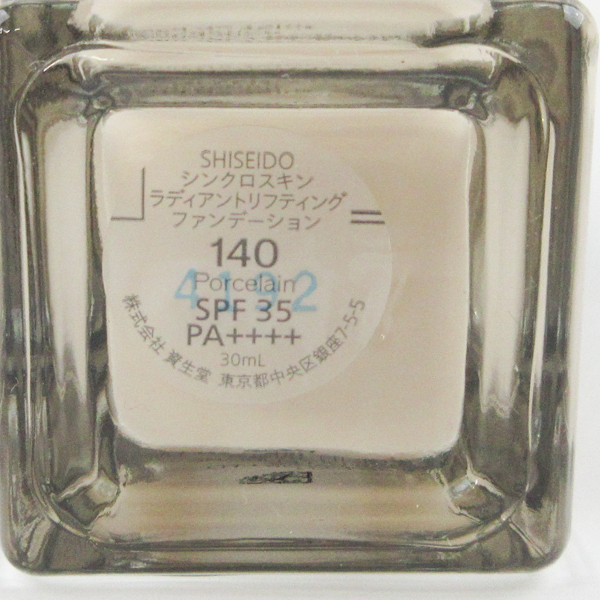 SHISEIDO
シンクロスキン
ラディアントリフティング
ファンデーション
140
Porcelain
4192
SPF 35
PA++++
30mL
株式会社 資生堂 東京都中央区銀座7-5-5